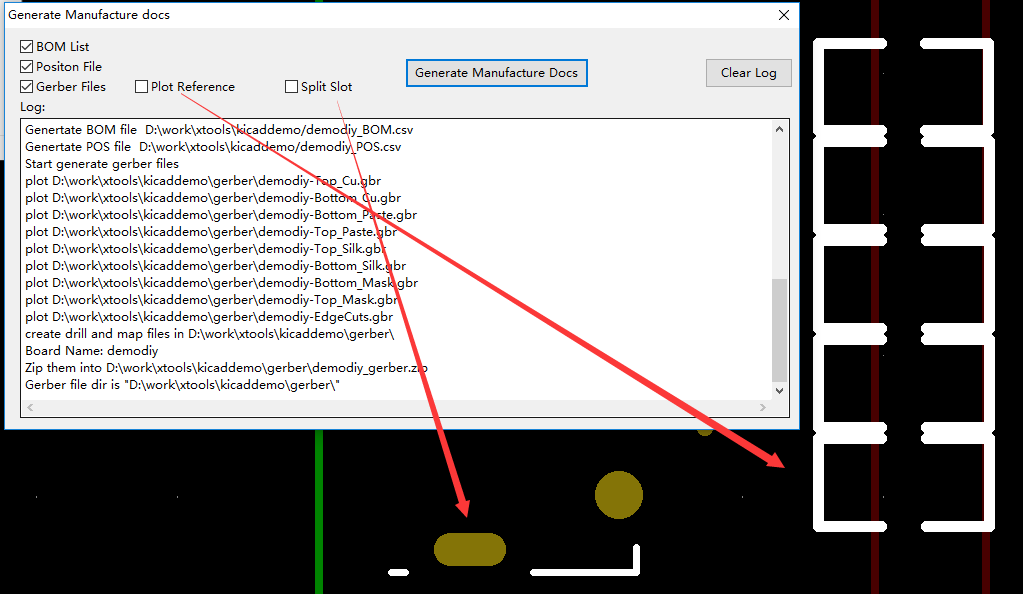 Generate Manufacture docs
BOM List
Positon File
Gerber Files Plot Reference Split Slot
Generate Manufacture Docs
Clear Log
Log:
Genertate BOM file D:\work\xtools\kicaddemo/demodiy_BOM.csv
Genertate POS file D:\work\xtools\kicaddemo/demodiy_POS.csv
Start generate gerber files
plot D:\work\xtools\kicaddemo\gerber\demodiy-Top_Cu.gbr
plot D:\work\xtools\kicaddemo\gerber\demodiy-Bottom_Cu.gbr
plot D:\work\xtools\kicaddemo\gerber\demodiy-Bottom_Paste.gbr
plot D:\work\xtools\kicaddemo\gerber\demodiy-Top_Paste.gbr
plot D:\work\xtools\kicaddemo\gerber\demodiy-Top_Silk.gbr
plot D:\work\xtools\kicaddemo\gerber\demodiy-Bottom_Silk.gbr
plot D:\work\xtools\kicaddemo\gerber\demodiy-Bottom_Mask.gbr
plot D:\work\xtools\kicaddemo\gerber\demodiy-Top_Mask.gbr
plot D:\work\xtools\kicaddemo\gerber\demodiy-EdgeCuts.gbr
create drill and map files in D:\work\xtools\kicaddemo\gerber\
Board Name: demodiy
Zip them into D:\work\xtools\kicaddemo\gerber\demodiy_gerber.zip
Gerber file dir is "D:\work\xtools\kicaddemo\gerber\"